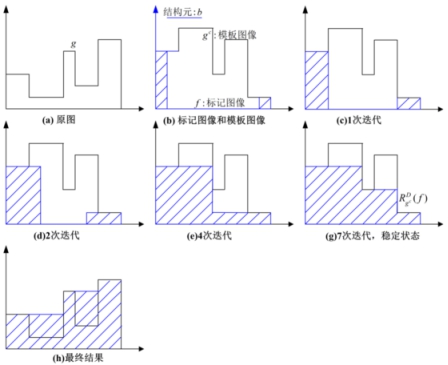 g
(a) 原图
结构元:b
g^c:模板图像
f:标记图像
(b) 标记图像和模板图像
(c)1次迭代
(d)2次迭代
(e)4次迭代
R^D_{g^c}(f)
(g)7次迭代，稳定状态
(h)最终结果